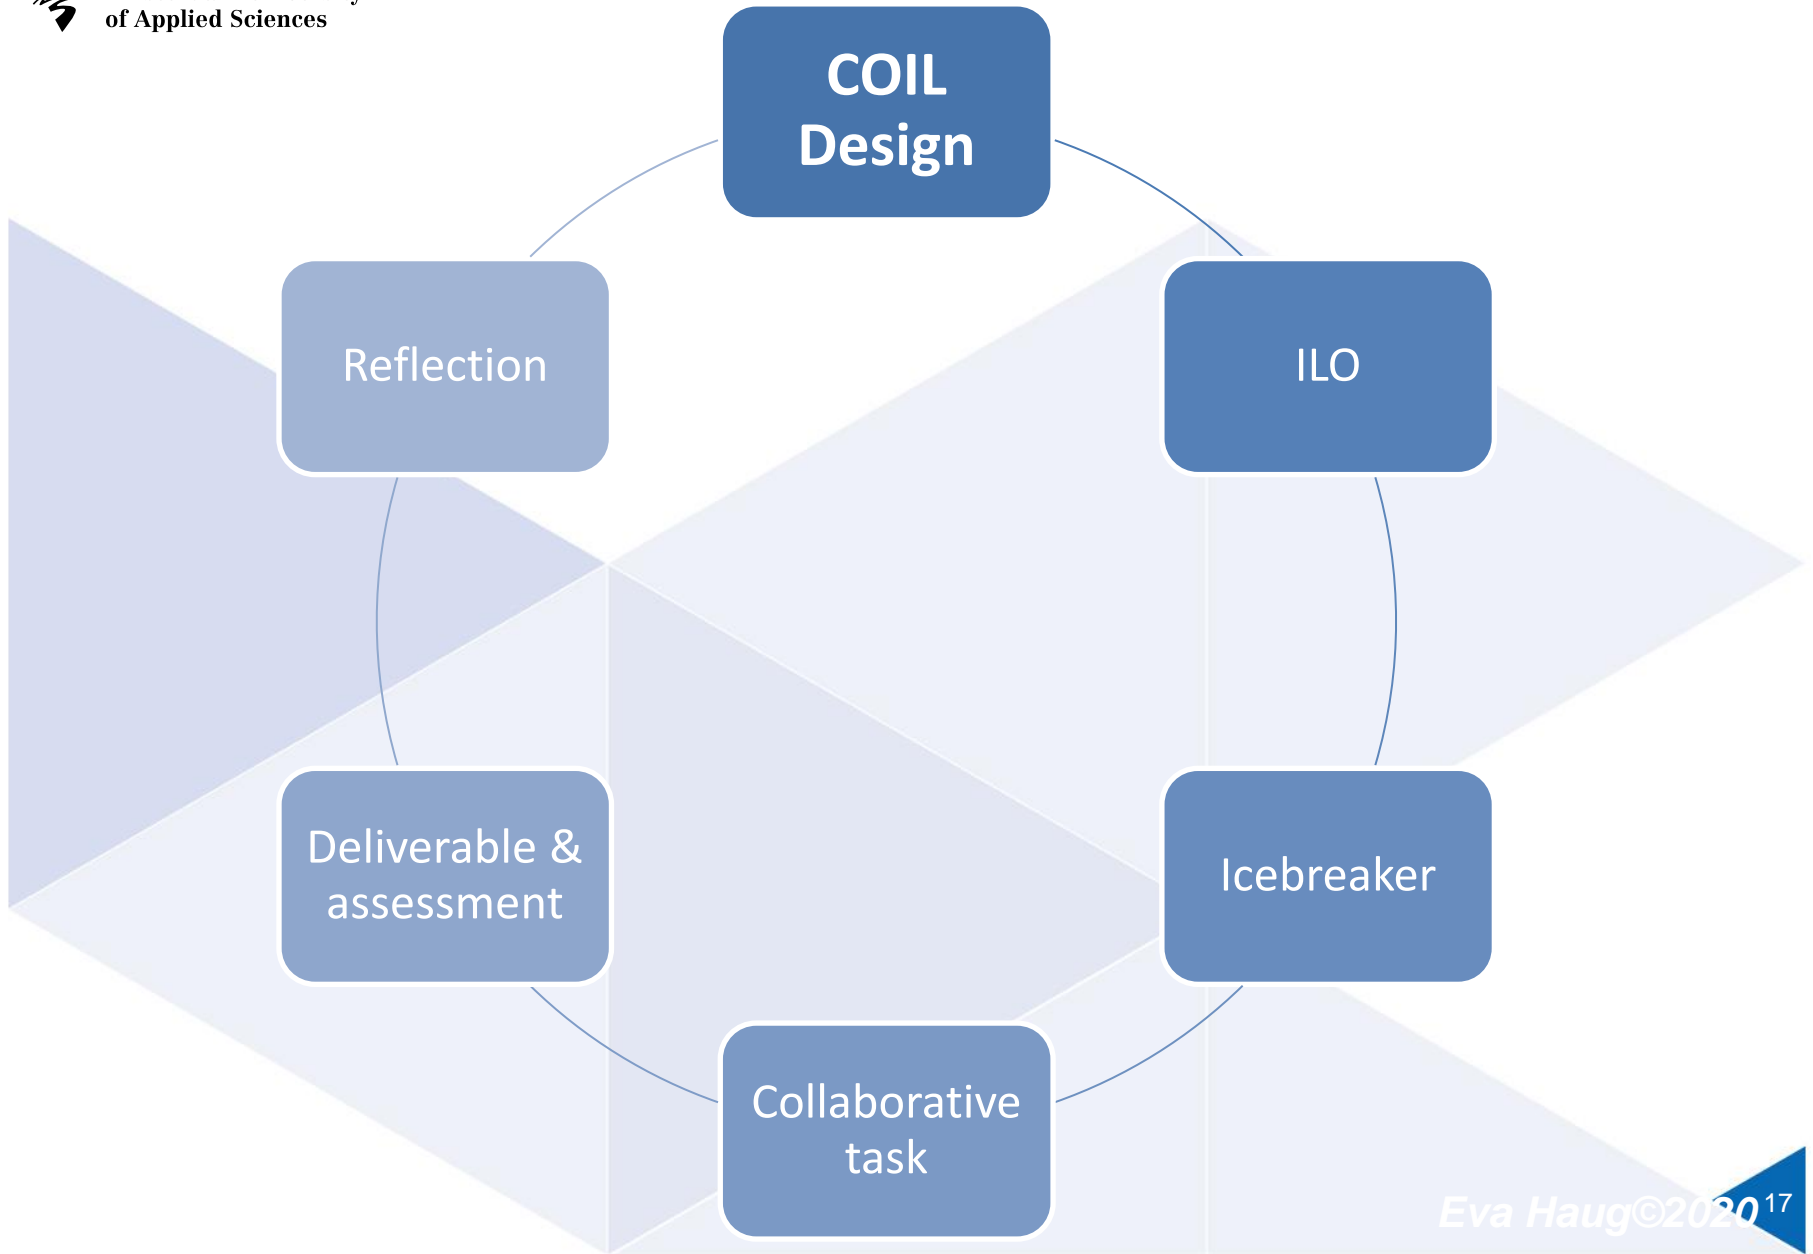 of Applied Sciences
COIL
Design
Reflection
ILO
Deliverable &
assessment
Icebreaker
Collaborative
task
Eva Haug©2020
17